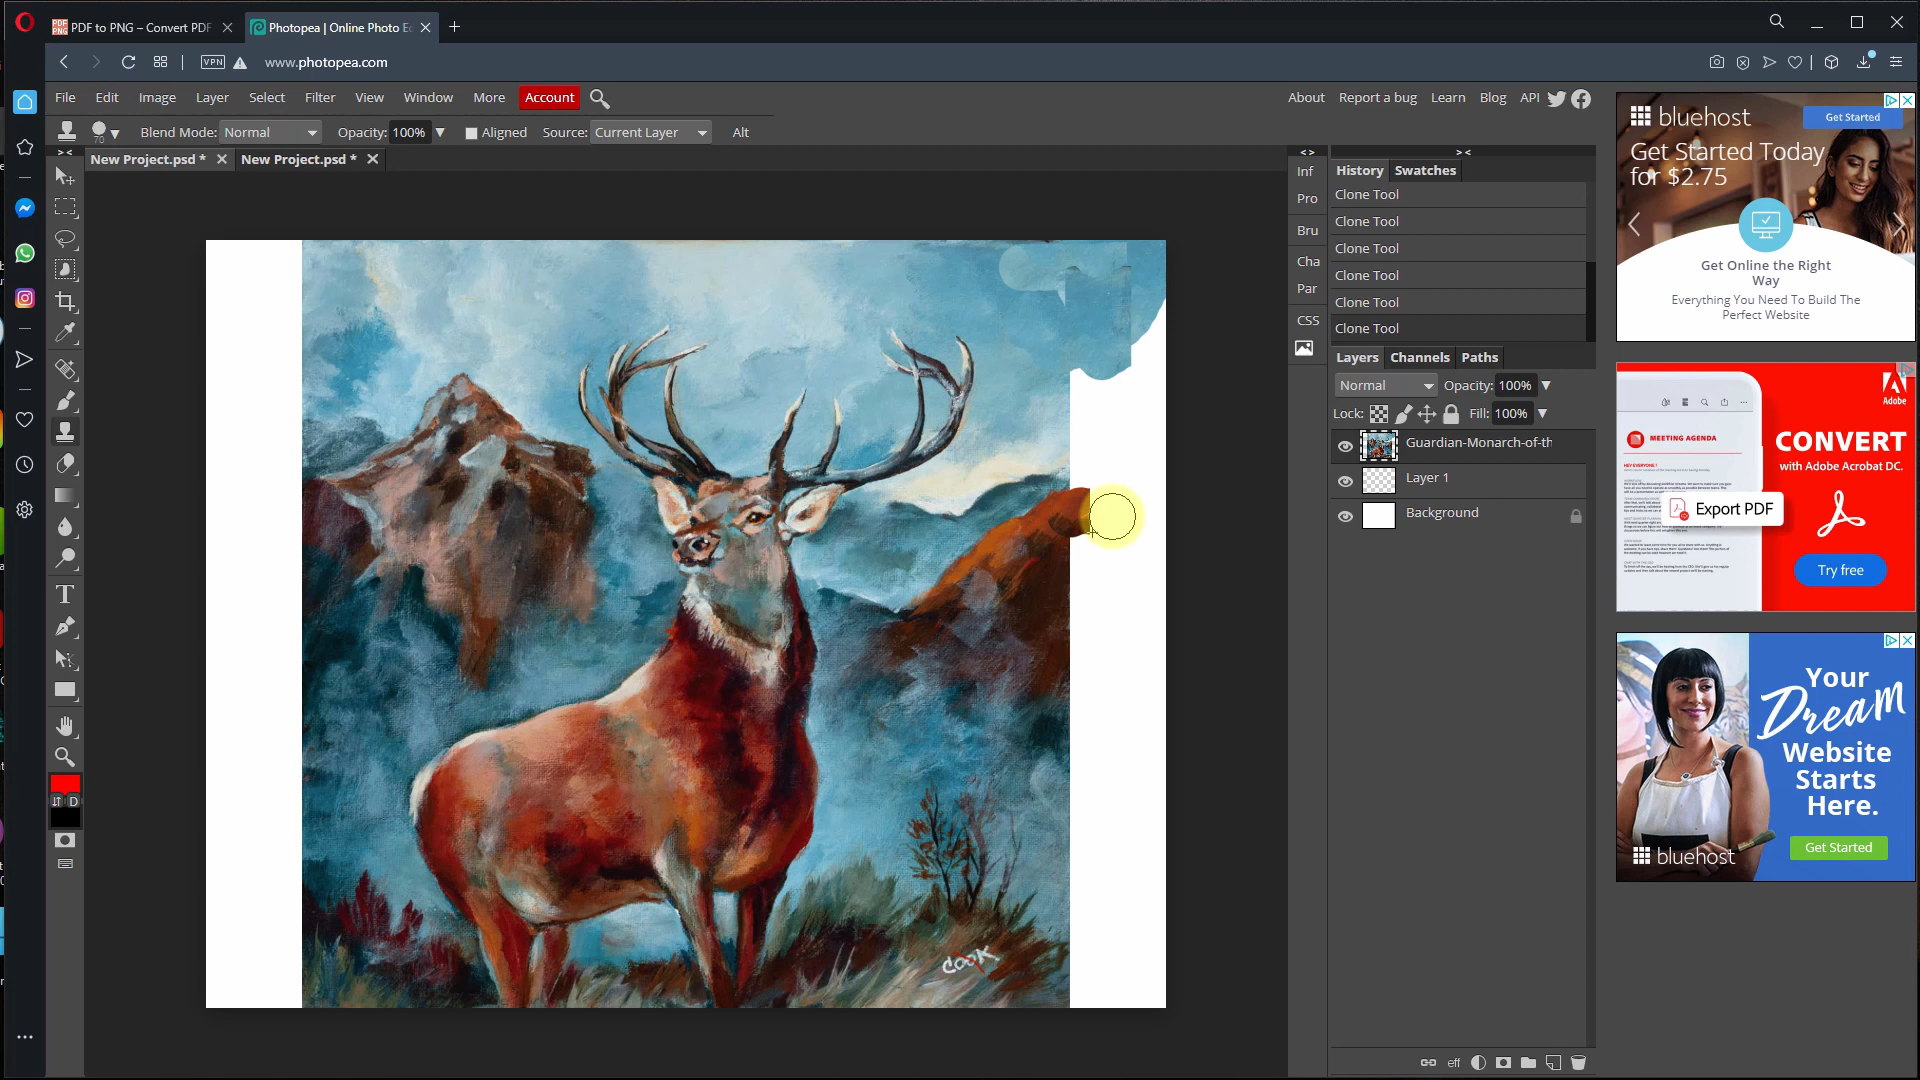 PDF to PNG – Convert PDF
Photopea | Online Photo Ed
VPN
www.photopea.com
File Edit Image Layer Select Filter View Window More Account
About Report a bug Learn Blog API
70 Blend Mode: Normal Opacity: 100% Aligned Source: Current Layer Alt
New Project.psd * New Project.psd *
Inf
Pro
Bru
Cha
Par
CSS
History Swatches
Clone Tool
Clone Tool
Clone Tool
Clone Tool
Clone Tool
Clone Tool
Layers Channels Paths
Normal Opacity: 100%
Lock: Fill: 100%
Guardian-Monarch-of-th
Layer 1
Background
eff
D
CooK
bluehost
Get Started
Get Started Today
for $2.75
Get Online the Right
Way
Everything You Need To Build The
Perfect Website
Adobe
MEETING AGENDA
CONVERT
with Adobe Acrobat DC.
Export PDF
Try free
Your
Dream
Website
Starts
Here.
Get Started
bluehost